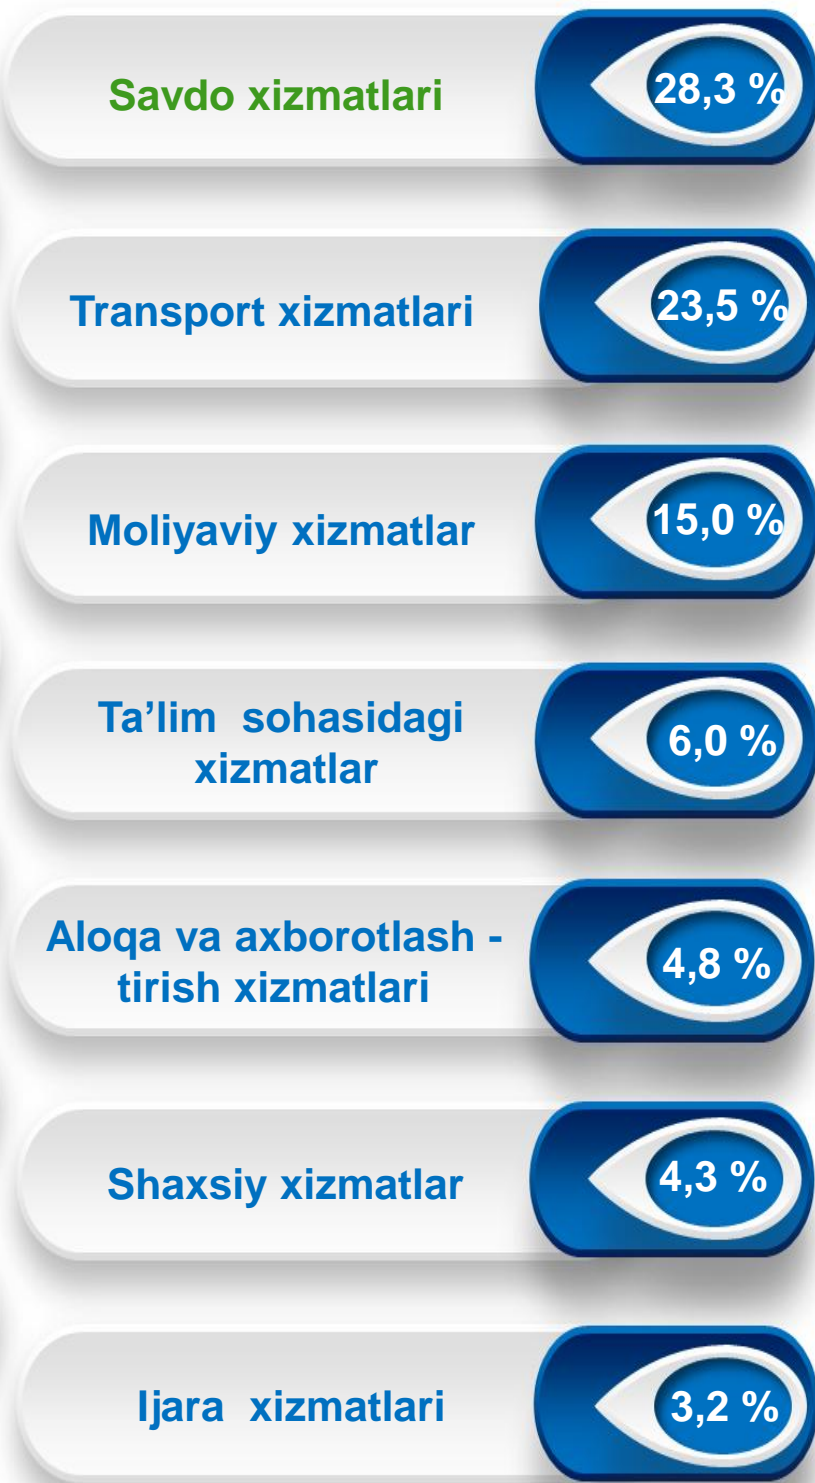 Savdo xizmatlari
28,3 %
Transport xizmatlari
23,5 %
Moliyaviy xizmatlar
15,0 %
Ta’lim  sohasidagi
xizmatlar
6,0 %
Aloqa va axborotlash -
tirish xizmatlari
4,8 %
Shaxsiy xizmatlar
4,3 %
Ijara  xizmatlari
3,2 %